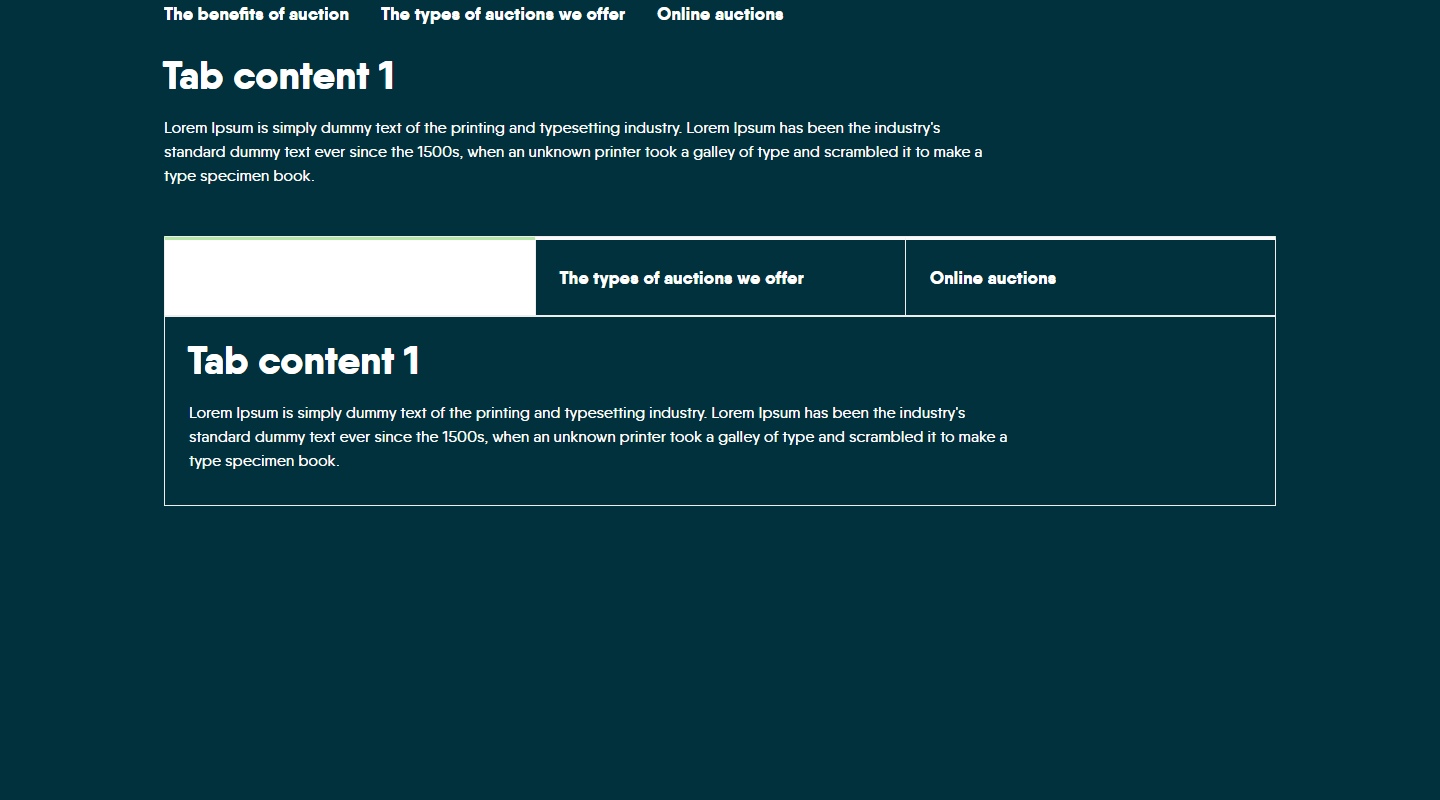 The benefits of auction The types of auctions we offer Online auctions
Tab content 1
Lorem Ipsum is simply dummy text of the printing and typesetting industry. Lorem Ipsum has been the industry's
standard dummy text ever since the 1500s, when an unknown printer took a galley of type and scrambled it to make a
type specimen book.
The types of auctions we offer Online auctions
Tab content 1
Lorem Ipsum is simply dummy text of the printing and typesetting industry. Lorem Ipsum has been the industry's
standard dummy text ever since the 1500s, when an unknown printer took a galley of type and scrambled it to make a
type specimen book.